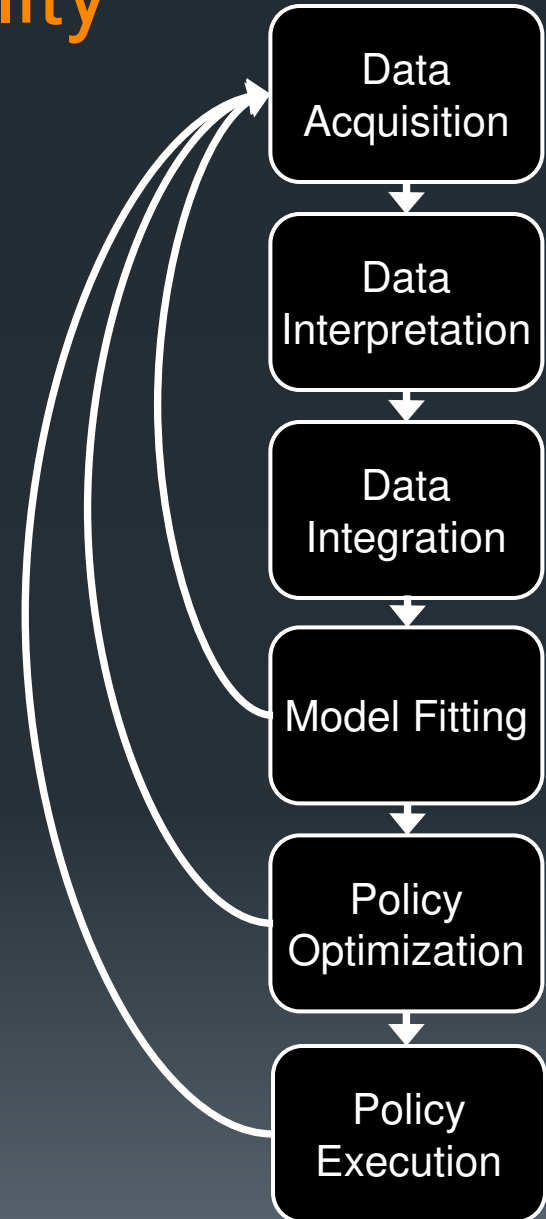 Data
Acquisition
Data
Interpretation
Data
Integration
Model Fitting
Policy
Optimization
Policy
Execution